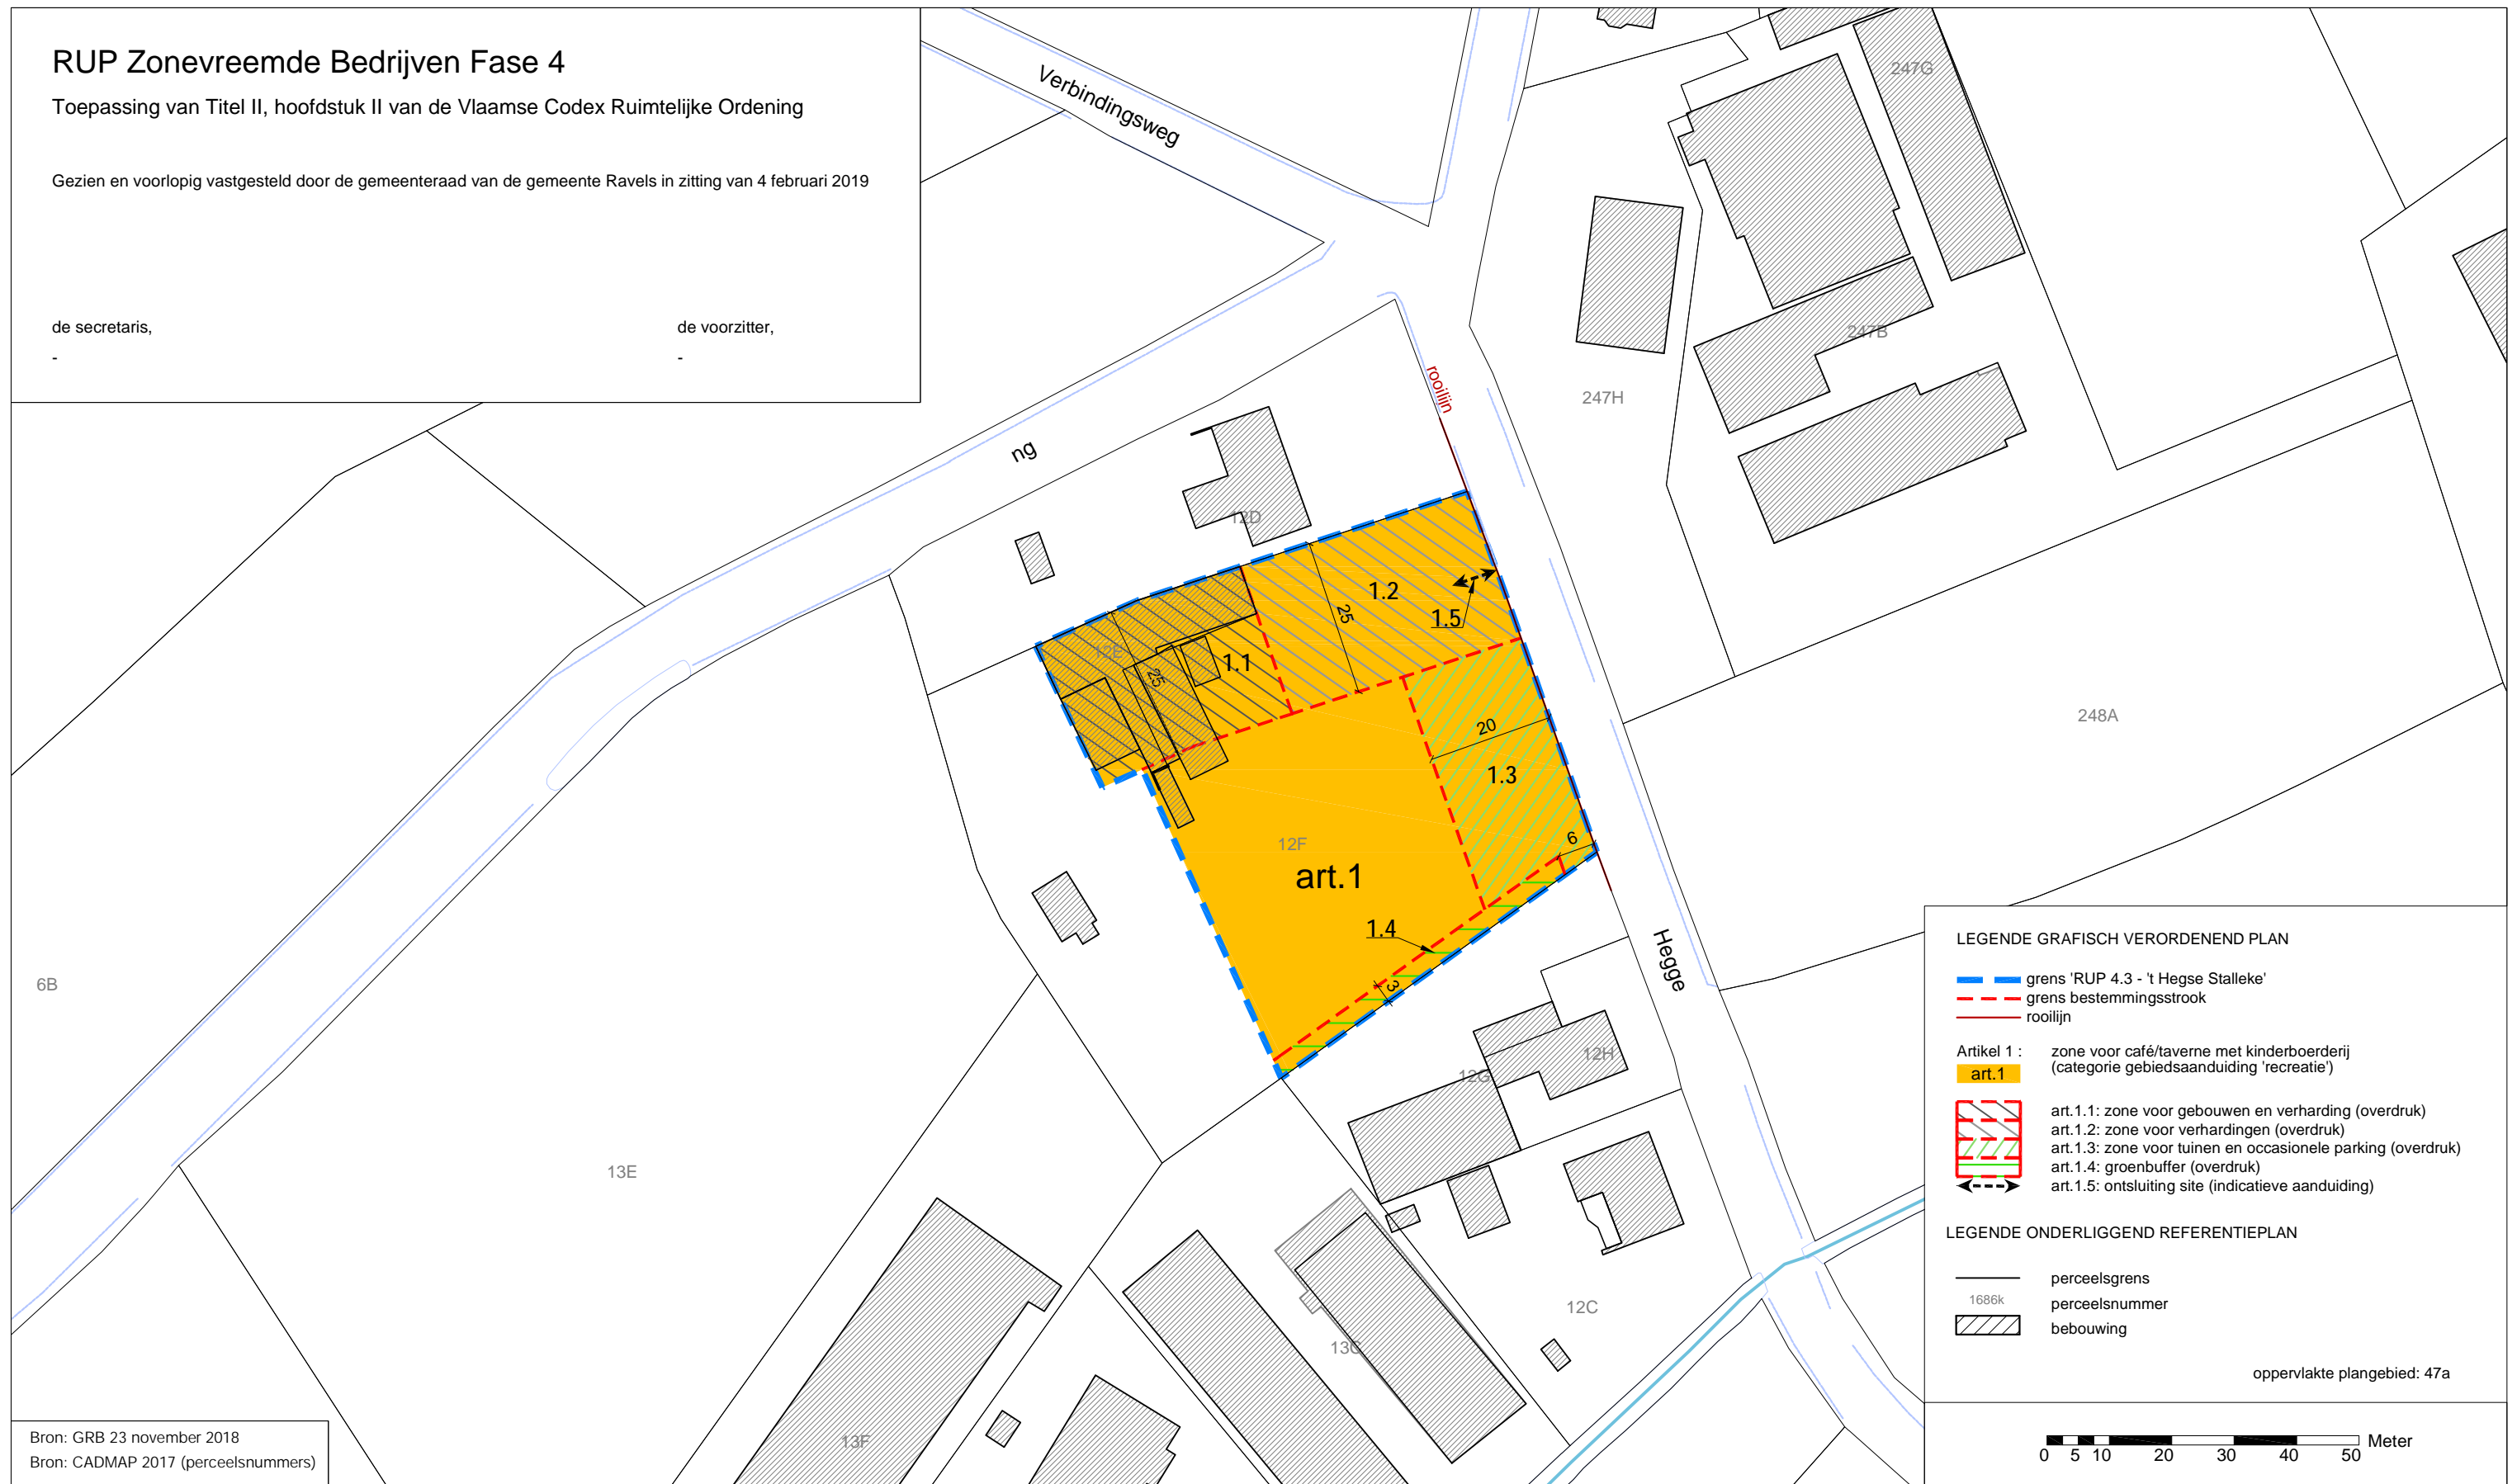 RUP Zonevreemde Bedrijven Fase 4
Toepassing van Titel II, hoofdstuk II van de Vlaamse Codex Ruimtelijke Ordening
Gezien en voorlopig vastgesteld door de gemeenteraad van de gemeente Ravels in zitting van 4 februari 2019
de secretaris,
de voorzitter,
-
-
Verbindingsweg
247G
247B
247H
rooilijn
ng
12D
1.2
25
1.5
12E
1.1
25
248A
20
1.3
6
12F
art.1
1.4
3
Hegge
6B
12H
12G
13E
12C
13C
13F
LEGENDE GRAFISCH VERORDENEND PLAN
grens 'RUP 4.3 - 't Hegse Stalleke'
grens bestemmingsstrook
rooilijn
Artikel 1 :
zone voor café/taverne met kinderboerderij
(categorie gebiedsaanduiding 'recreatie')
art.1
art.1.1: zone voor gebouwen en verharding (overdruk)
art.1.2: zone voor verhardingen (overdruk)
art.1.3: zone voor tuinen en occasionele parking (overdruk)
art.1.4: groenbuffer (overdruk)
art.1.5: ontsluiting site (indicatieve aanduiding)
LEGENDE ONDERLIGGEND REFERENTIEPLAN
perceelsgrens
1686k perceelsnummer
bebouwing
oppervlakte plangebied: 47a
Meter
0 5 10 20 30 40 50
Bron: GRB 23 november 2018
Bron: CADMAP 2017 (perceelsnummers)